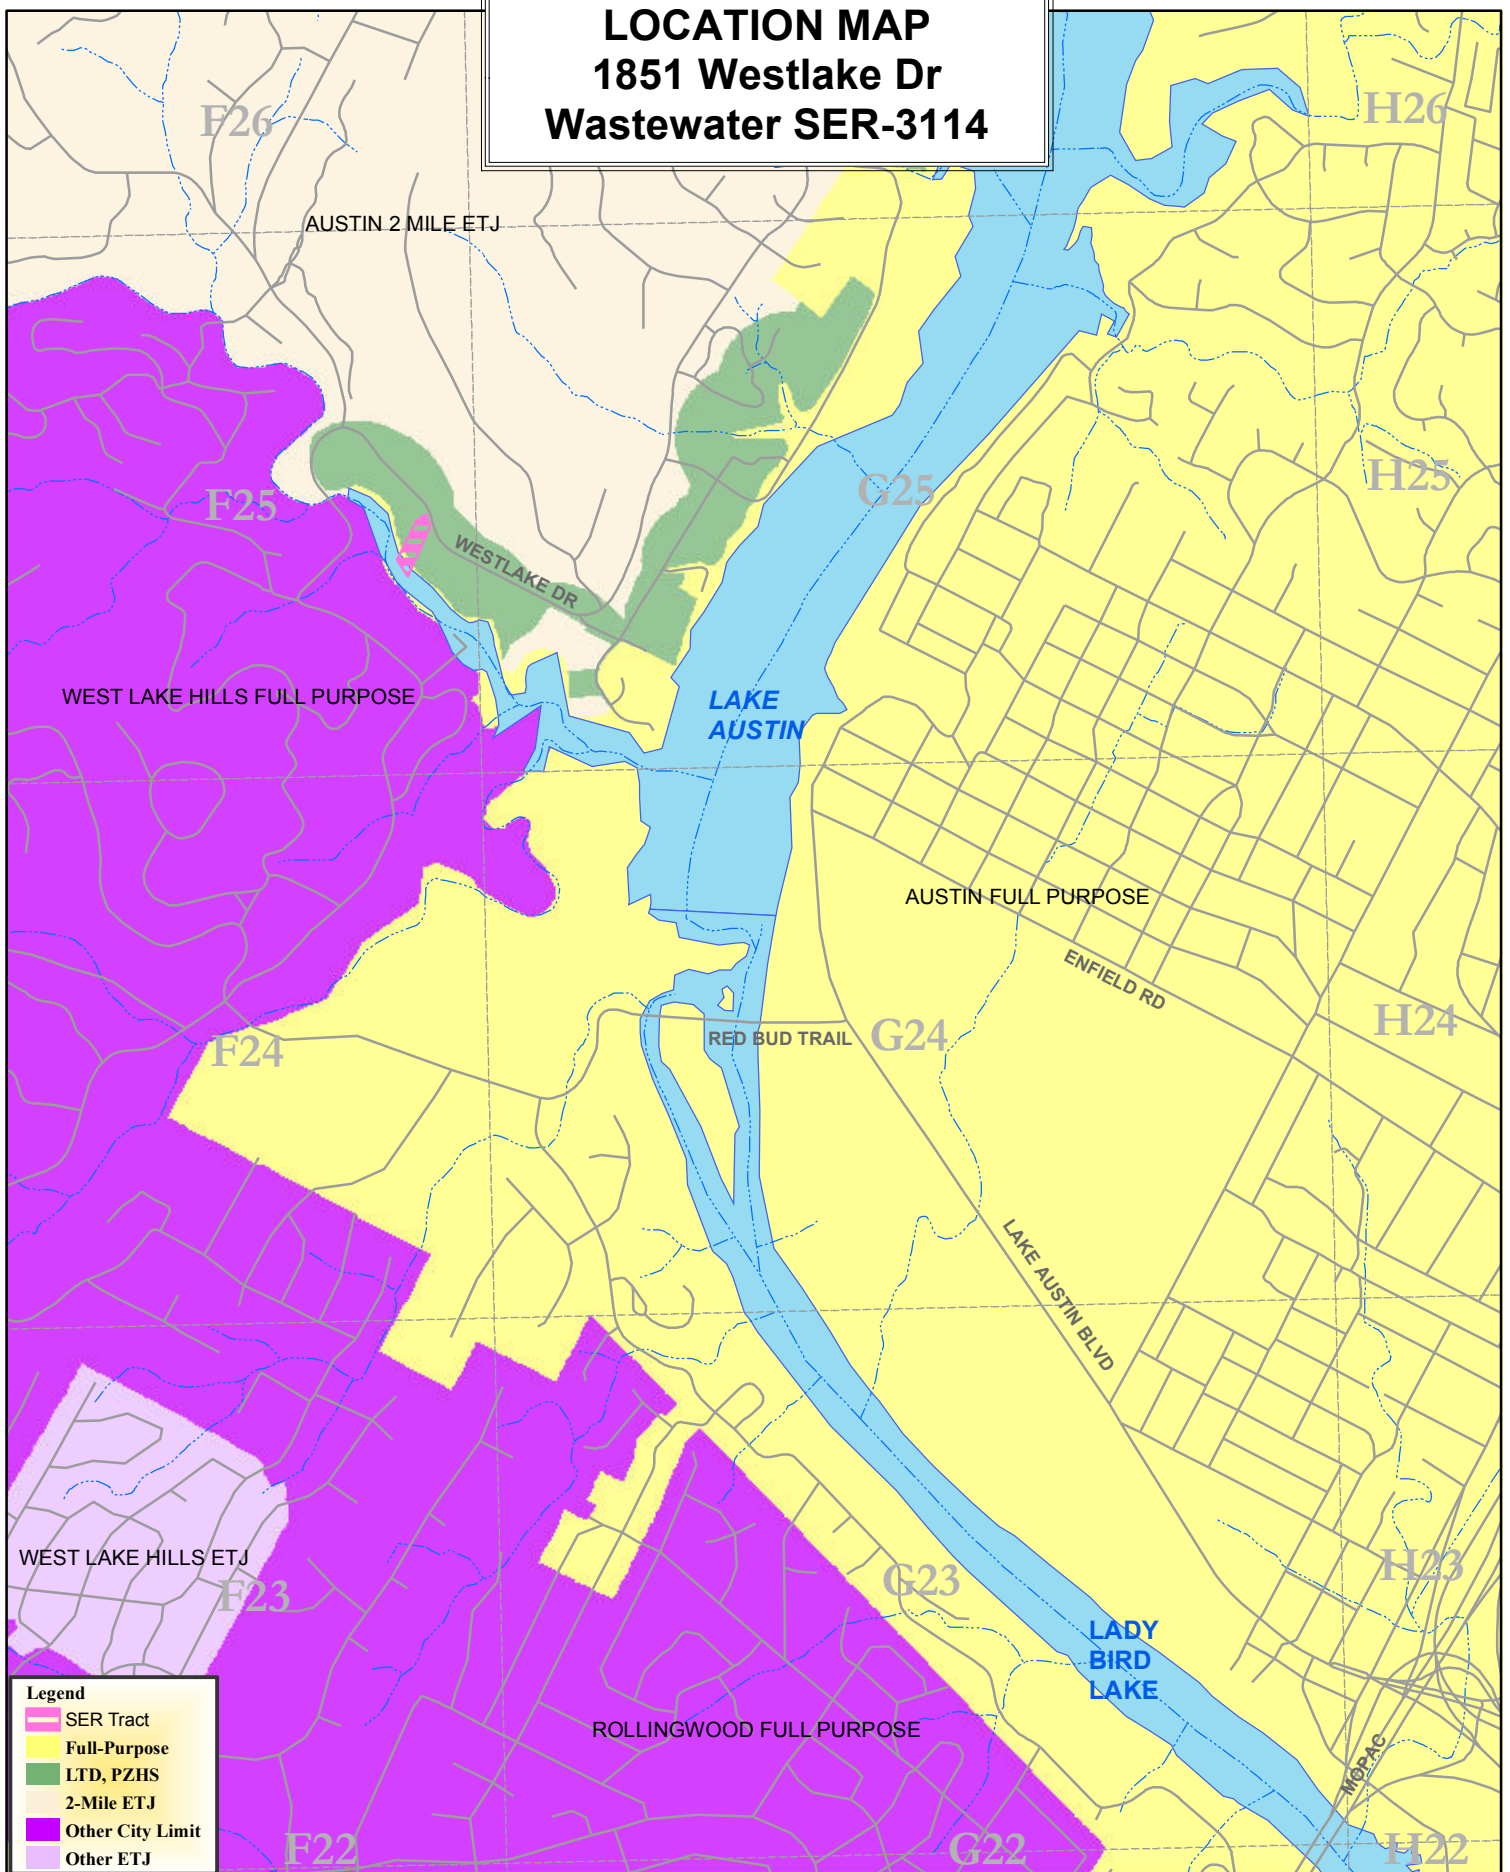 LOCATION MAP
1851 Westlake Dr
Wastewater SER-3114
F26
H26
AUSTIN 2 MILE ETJ
F25
G25
H25
WESTLAKE DR
WEST LAKE HILLS FULL PURPOSE
LAKE
AUSTIN
AUSTIN FULL PURPOSE
ENFIELD RD
F24
RED BUD TRAIL
G24
H24
LAKE AUSTIN BLVD
WEST LAKE HILLS ETJ
F23
G23
H23
LADY
BIRD
LAKE
ROLLINGWOOD FULL PURPOSE
MOPAC
Legend
SER Tract
Full-Purpose
LTD, PZHS
2-Mile ETJ
Other City Limit
Other ETJ
F22
G22
H22